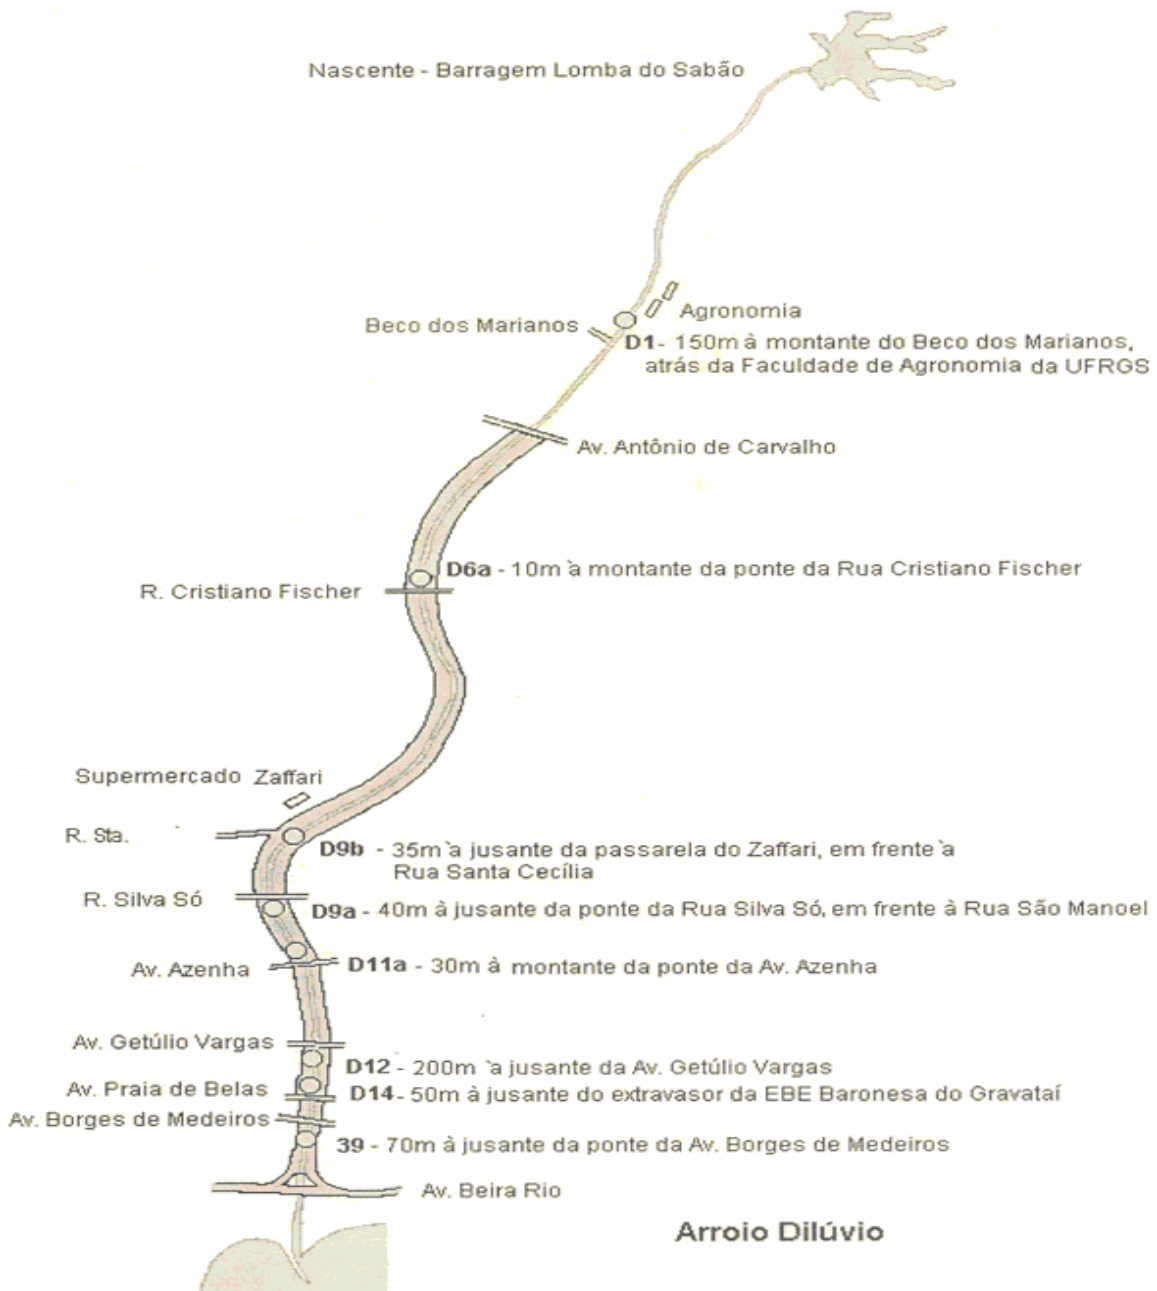 Nascente - Barragem Lomba do Sabão
Agronomia
Beco dos Marianos
D1- 150m à montante do Beco dos Marianos,
atrás da Faculdade de Agronomia da UFRGS
Av. Antônio de Carvalho
D6a - 10m à montante da ponte da Rua Cristiano Fischer
R. Cristiano Fischer
Supermercado Zaffari
R. Sta.
D9b - 35m à jusante da passarela do Zaffari, em frente à
Rua Santa Cecília
R. Silva Só
D9a - 40m à jusante da ponte da Rua Silva Só, em frente à Rua São Manoel
Av. Azenha
D11a - 30m à montante da ponte da Av. Azenha
Av. Getúlio Vargas
D12 - 200m à jusante da Av. Getúlio Vargas
Av. Praia de Belas
D14 - 50m à jusante do extravasor da EBE Baronesa do Gravataí
Av. Borges de Medeiros
39 - 70m à jusante da ponte da Av. Borges de Medeiros
Av. Beira Rio
Arroio Dilúvio